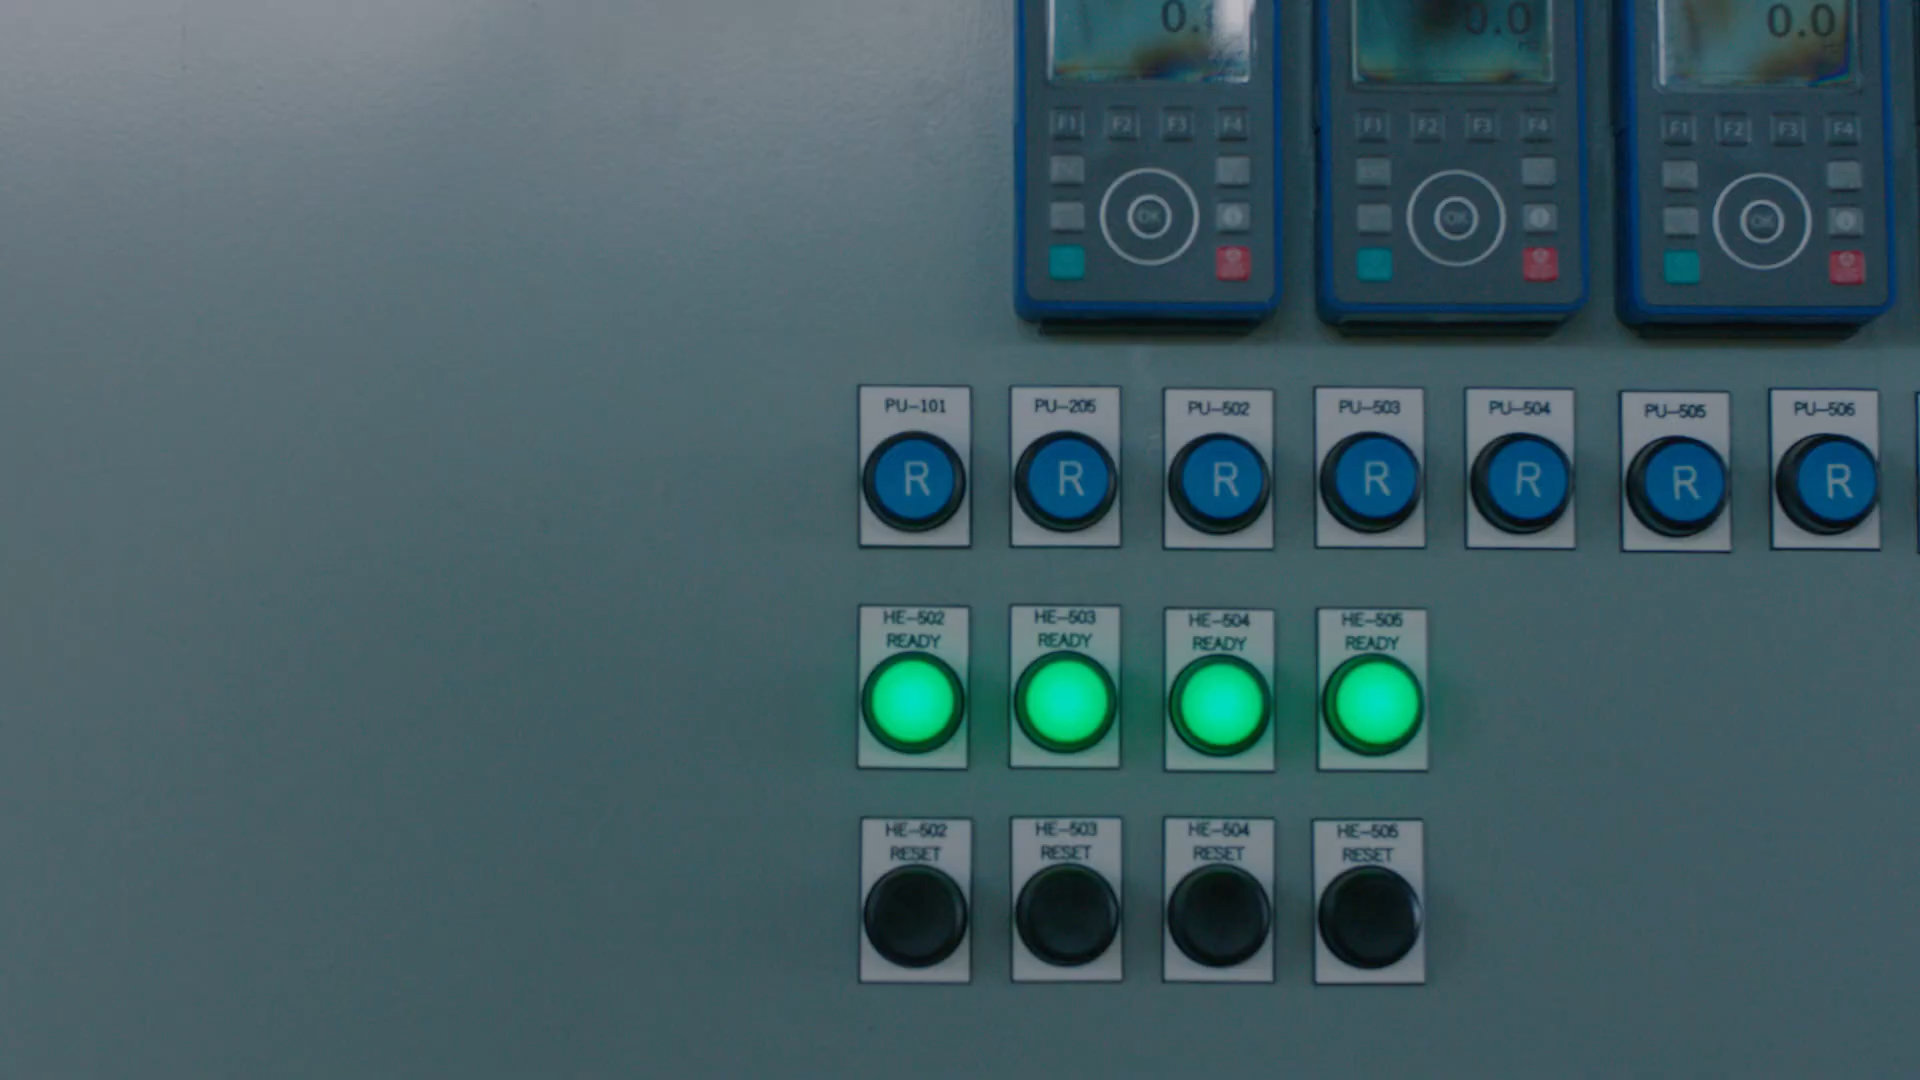 0.0
0.0
F1 F2 F3 F4
F1 F2 F3 F4
F1 F2 F3 F4
OK
OK
OK
PU-101
PU-205
PU-502
PU-503
PU-504
PU-505
PU-506
R
R
R
R
R
R
R
HE-502
READY
HE-503
READY
HE-504
READY
HE-505
READY
HE-502
RESET
HE-503
RESET
HE-504
RESET
HE-505
RESET